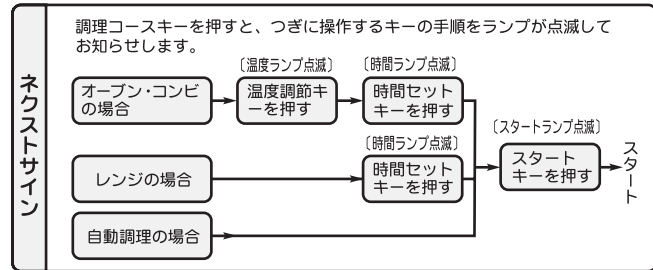 ネクストサイン
調理コースキーを押すと、つぎに操作するキーの手順をランプが点滅して
お知らせします。
〔温度ランプ点滅〕
〔時間ランプ点滅〕
オーブン・コンビ
の場合
温度調節キ
ーを押す
時間セット
キーを押す
〔時間ランプ点滅〕
〔スタートランプ点滅〕
レンジの場合
時間セット
キーを押す
スタート
キーを押す
スタート
自動調理の場合